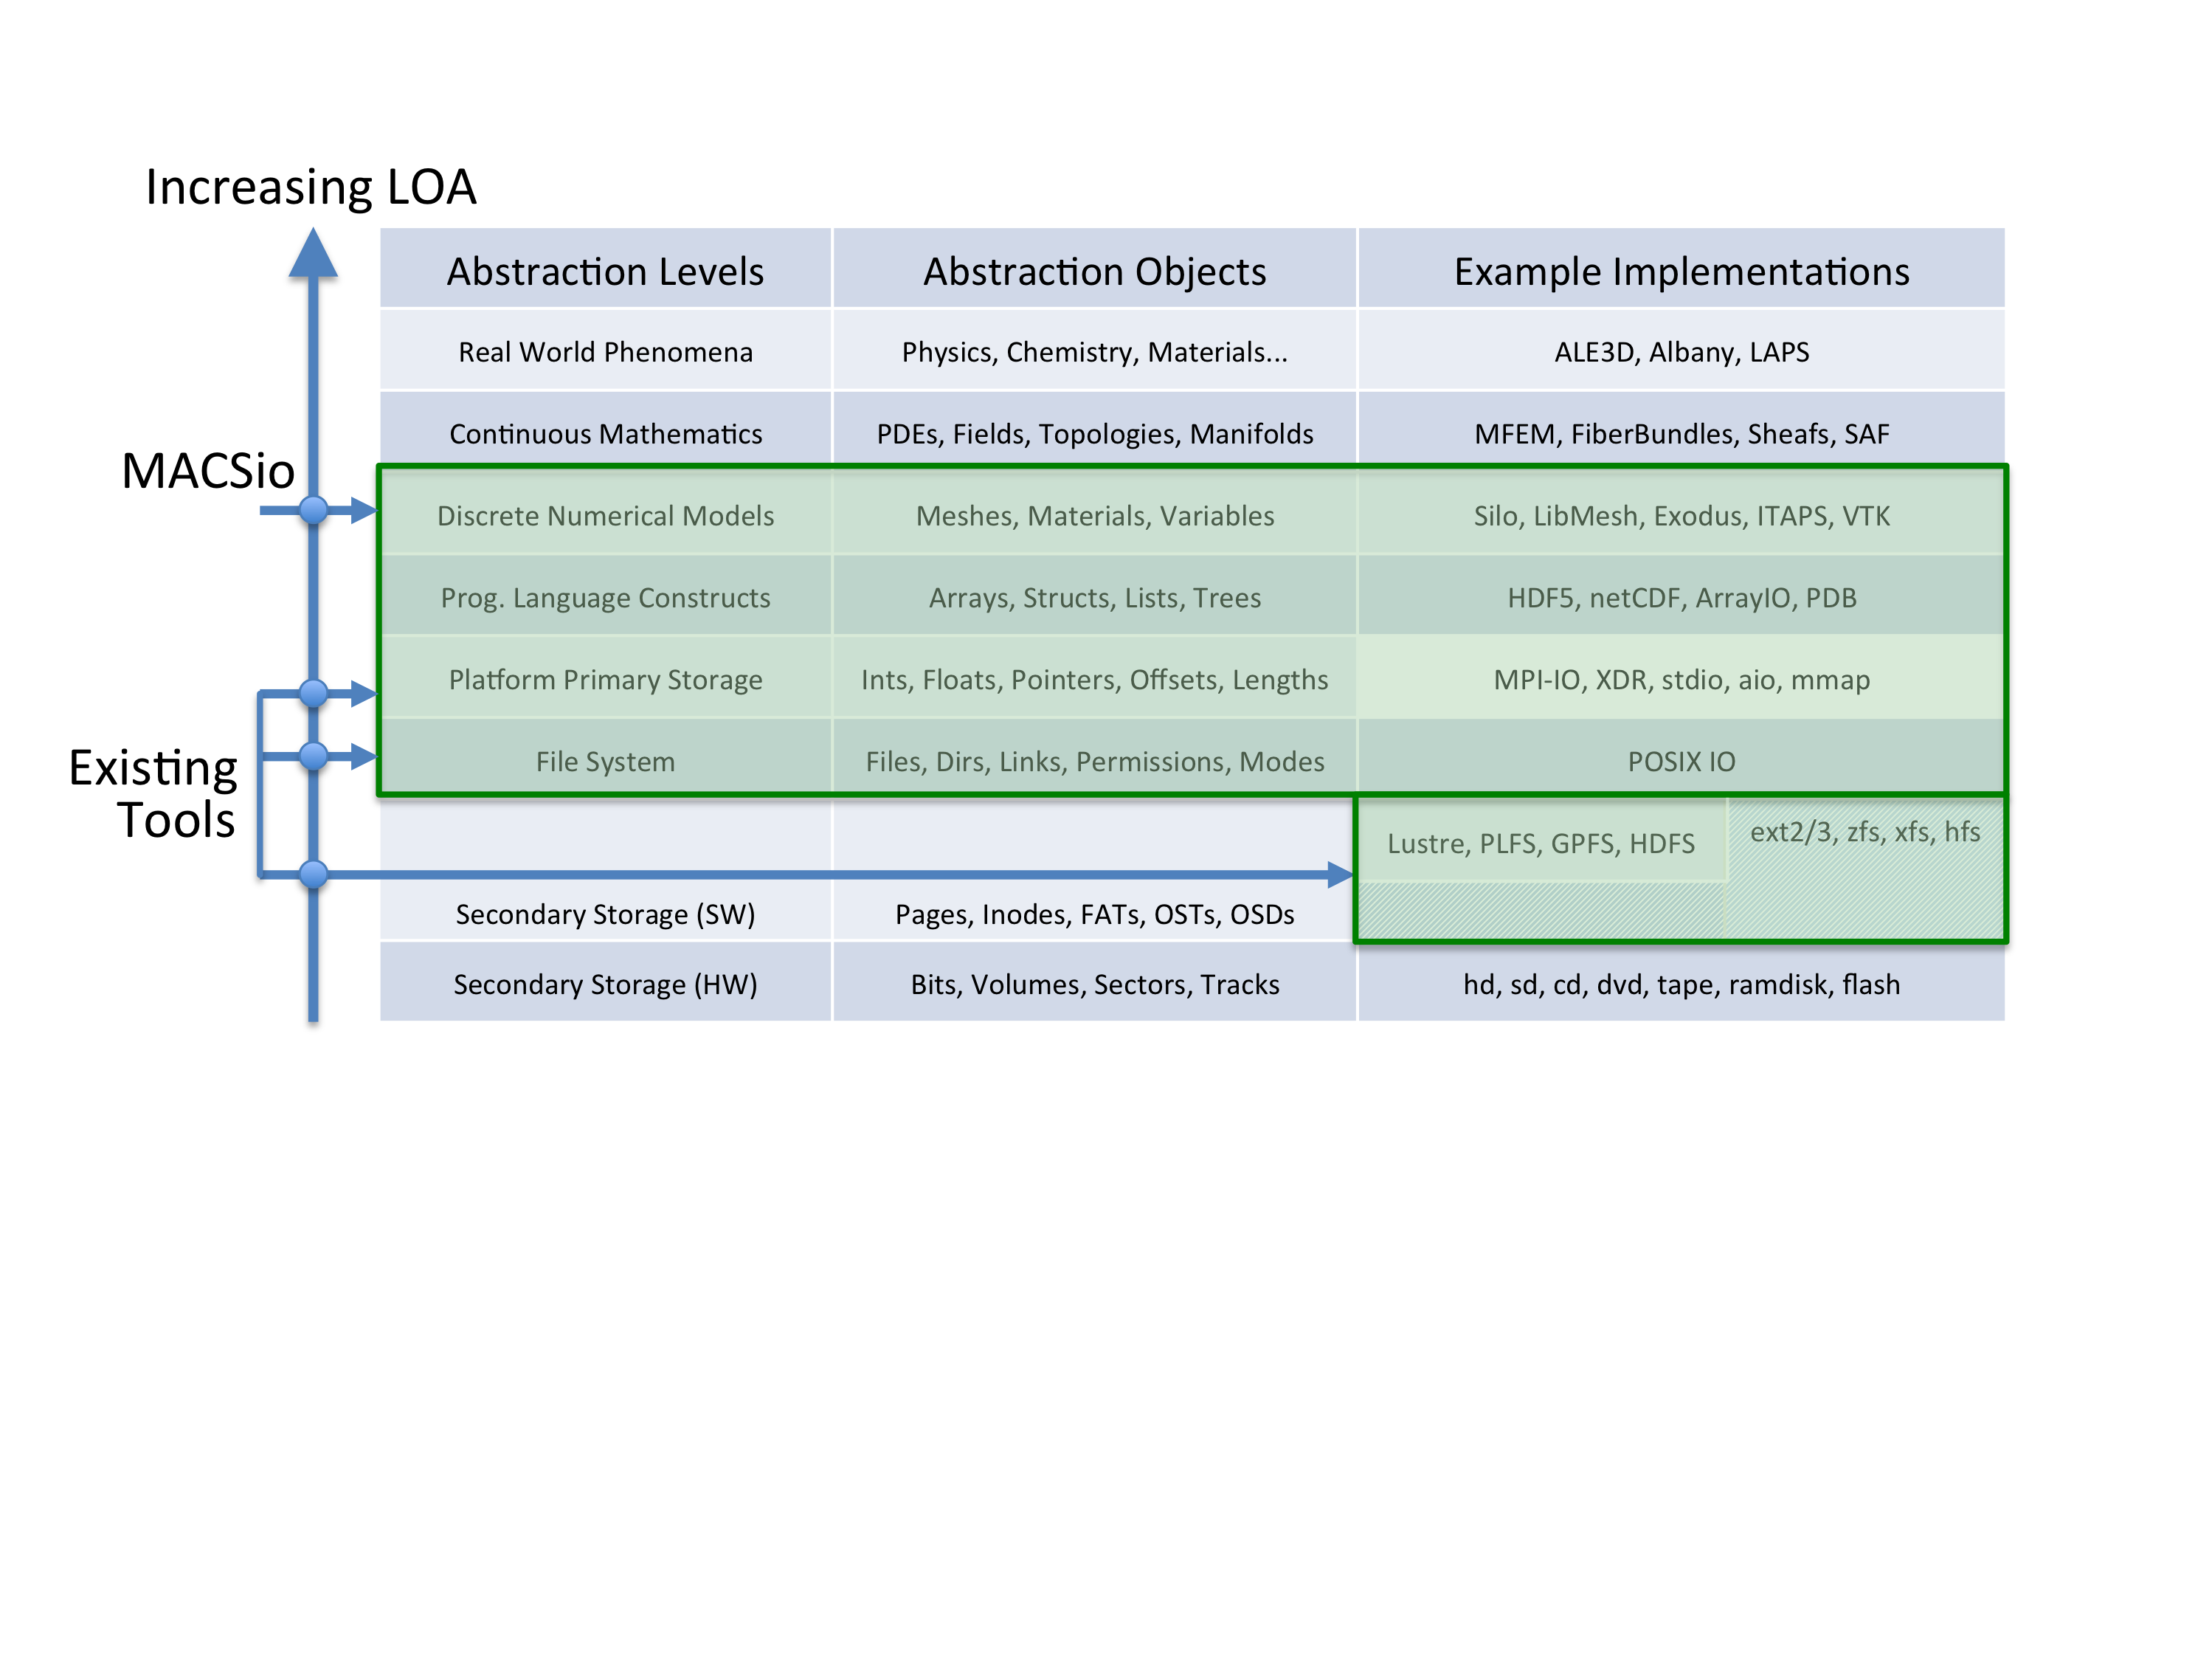 Increasing LOA
Abstraction Levels
Abstraction Objects
Example Implementations
Real World Phenomena
Physics, Chemistry, Materials...
ALE3D, Albany, LAPS
Continuous Mathematics
PDEs, Fields, Topologies, Manifolds
MFEM, FiberBundles, Sheafs, SAF
MACSio
Discrete Numerical Models
Meshes, Materials, Variables
Silo, LibMesh, Exodus, ITAPS, VTK
Prog. Language Constructs
Arrays, Structs, Lists, Trees
HDF5, netCDF, ArrayIO, PDB
Platform Primary Storage
Ints, Floats, Pointers, Offsets, Lengths
MPI-IO, XDR, stdio, aio, mmap
Existing
Tools
File System
Files, Dirs, Links, Permissions, Modes
POSIX IO
Lustre, PLFS, GPFS, HDFS
ext2/3, zfs, xfs, hfs
Secondary Storage (SW)
Pages, Inodes, FATs, OSTs, OSDs
Secondary Storage (HW)
Bits, Volumes, Sectors, Tracks
hd, sd, cd, dvd, tape, ramdisk, flash